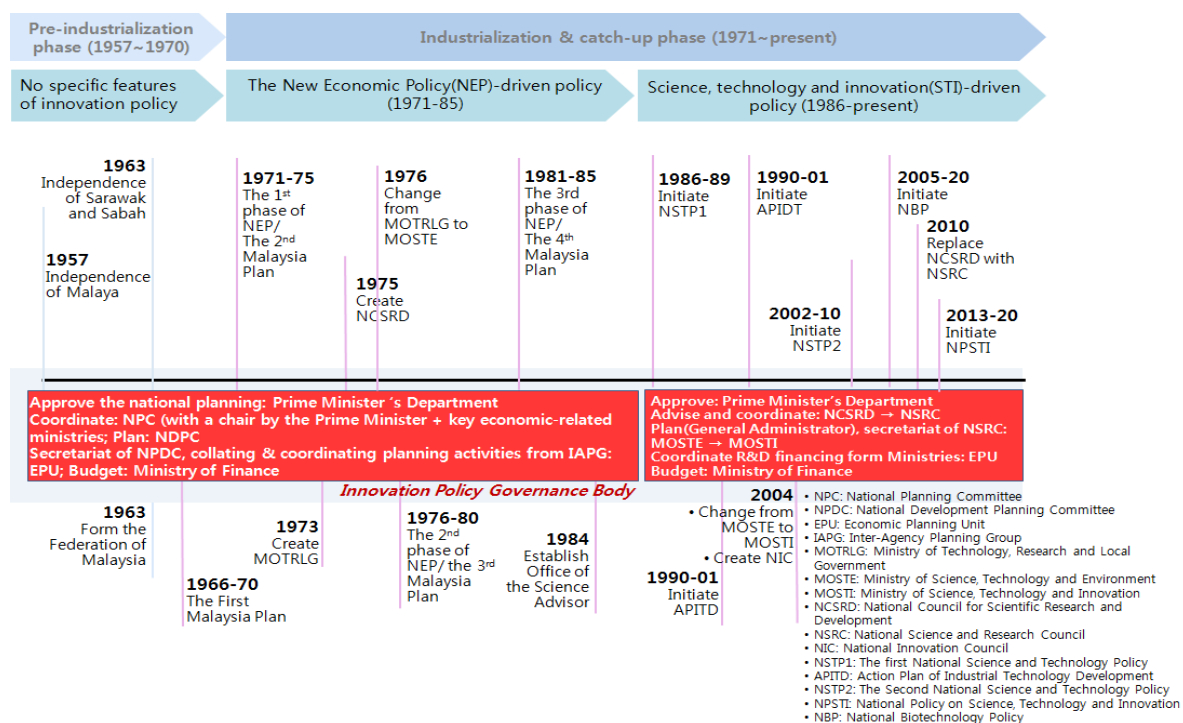 Pre-industrialization
phase (1957~1970)
Industrialization & catch-up phase (1971~present)
No specific features
of innovation policy
The New Economic Policy(NEP)-driven policy
(1971-85)
Science, technology and innovation(STI)-driven
policy (1986-present)
1963
Independence
of Sarawak
and Sabah
1957
Independence
of Malaya
1971-75
The 1st
phase of
NEP/
The 2nd
Malaysia
Plan
1976
Change
from
MOTRLG to
MOSTE
1975
Create
NCSRD
1981-85
The 3rd
phase of
NEP/
The 4th
Malaysia
Plan
1986-89
Initiate
NSTP1
1990-01
Initiate
APIDT
2002-10
Initiate
NSTP2
2005-20
Initiate
NBP
2010
Replace
NCSRD with
NSRC
2013-20
Initiate
NPSTI
Approve the national planning: Prime Minister´s Department
Coordinate: NPC (with a chair by the Prime Minister + key economic-related
ministries; Plan: NDPC
Secretariat of NPDC, collating & coordinating planning activities from IAPG:
EPU; Budget: Ministry of Finance
Approve: Prime Minister's Department
Advise and coordinate: NCSRD → NSRC
Plan(General Administrator), secretariat of NSRC:
MOSTE → MOSTI
Coordinate R&D financing form Ministries: EPU
Budget: Ministry of Finance
Innovation Policy Governance Body
1963
Form the
Federation of
Malaysia
1966-70
The First
Malaysia Plan
1973
Create
MOTRLG
1976-80
The 2nd
phase of
NEP/ the 3rd
Malaysia
Plan
1984
Establish
Office of
the Science
Advisor
2004
• Change from
MOSTE to
MOSTI
• Create NIC
1990-01
Initiate
APITD
• NPC: National Planning Committee
• NPDC: National Development Planning Committee
• EPU: Economic Planning Unit
• IAPG: Inter-Agency Planning Group
• MOTRLG: Ministry of Technology, Research and Local
Government
• MOSTE: Ministry of Science, Technology and Environment
• MOSTI: Ministry of Science, Technology and Innovation
• NCSRD: National Council for Scientific Research and
Development
• NSRC: National Science and Research Council
• NIC: National Innovation Council
• NSTP1: The first National Science and Technology Policy
• APITD: Action Plan of Industrial Technology Development
• NSTP2: The Second National Science and Technology Policy
• NPSTI: National Policy on Science, Technology and Innovation
• NBP: National Biotechnology Policy